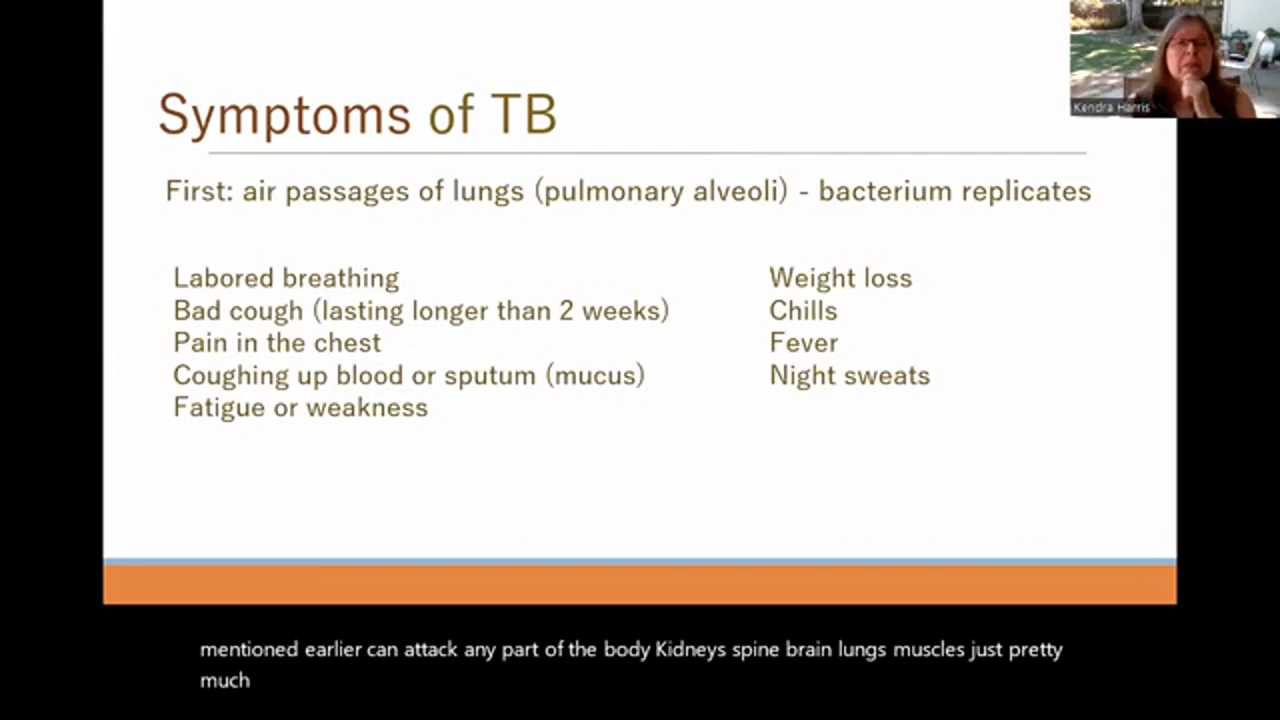 Symptoms of TB
Kendra Harris
First: air passages of lungs (pulmonary alveoli) - bacterium replicates
Labored breathing
Bad cough (lasting longer than 2 weeks)
Pain in the chest
Coughing up blood or sputum (mucus)
Fatigue or weakness
Weight loss
Chills
Fever
Night sweats
mentioned earlier can attack any part of the body Kidneys spine brain lungs muscles just pretty
much